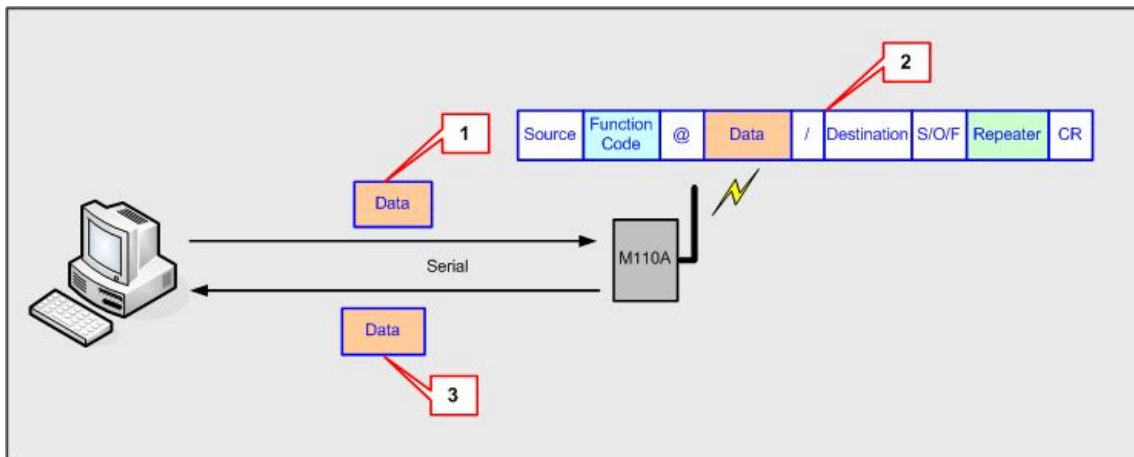 2
Source Function Code @ Data / Destination S/O/F Repeater CR
1
Data
M110A
Serial
Data
3